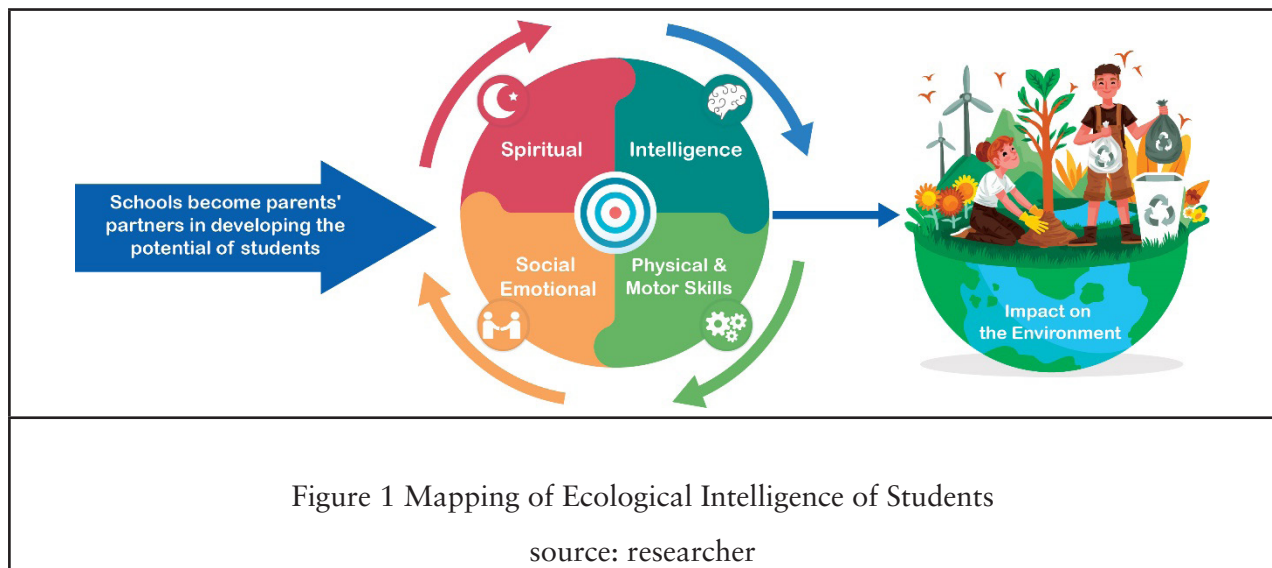 Schools become parents'
partners in developing the
potential of students
Spiritual
Intelligence
Social
Emotional
Physical &
Motor Skills
Impact on
the Environment
Figure 1 Mapping of Ecological Intelligence of Students
source: researcher